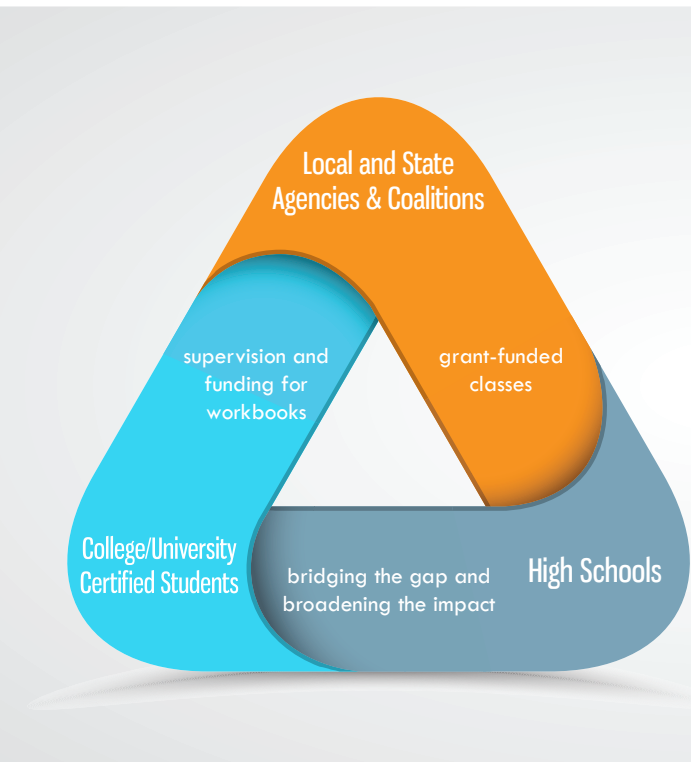 Local and State
Agencies & Coalitions
supervision and
funding for
workbooks
grant-funded
classes
College/University
Certified Students
bridging the gap and
broadening the impact
High Schools